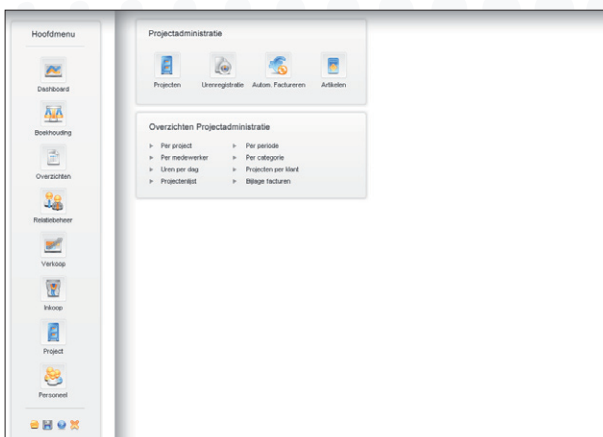 Hoofdmenu
Dashboard
Boekhouding
Overzichten
Relatiebeheer
Verkoop
Inkoop
Project
Personeel
Projectadministratie
Projecten
Urenregistratie
Autom. Factureren
Artikelen
Overzichten Projectadministratie
Per project
Per medewerker
Uren per dag
Projectenlijst
Per periode
Per categorie
Projecten per klant
Bijlage facturen